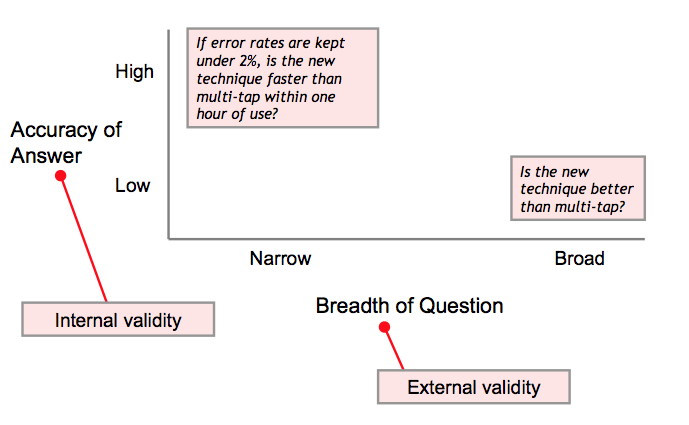 If error rates are kept
under 2%, is the new
technique faster than
multi-tap within one
hour of use?
High
Accuracy of
Answer
Low
Is the new
technique better
than multi-tap?
Narrow
Broad
Breadth of Question
Internal validity
External validity